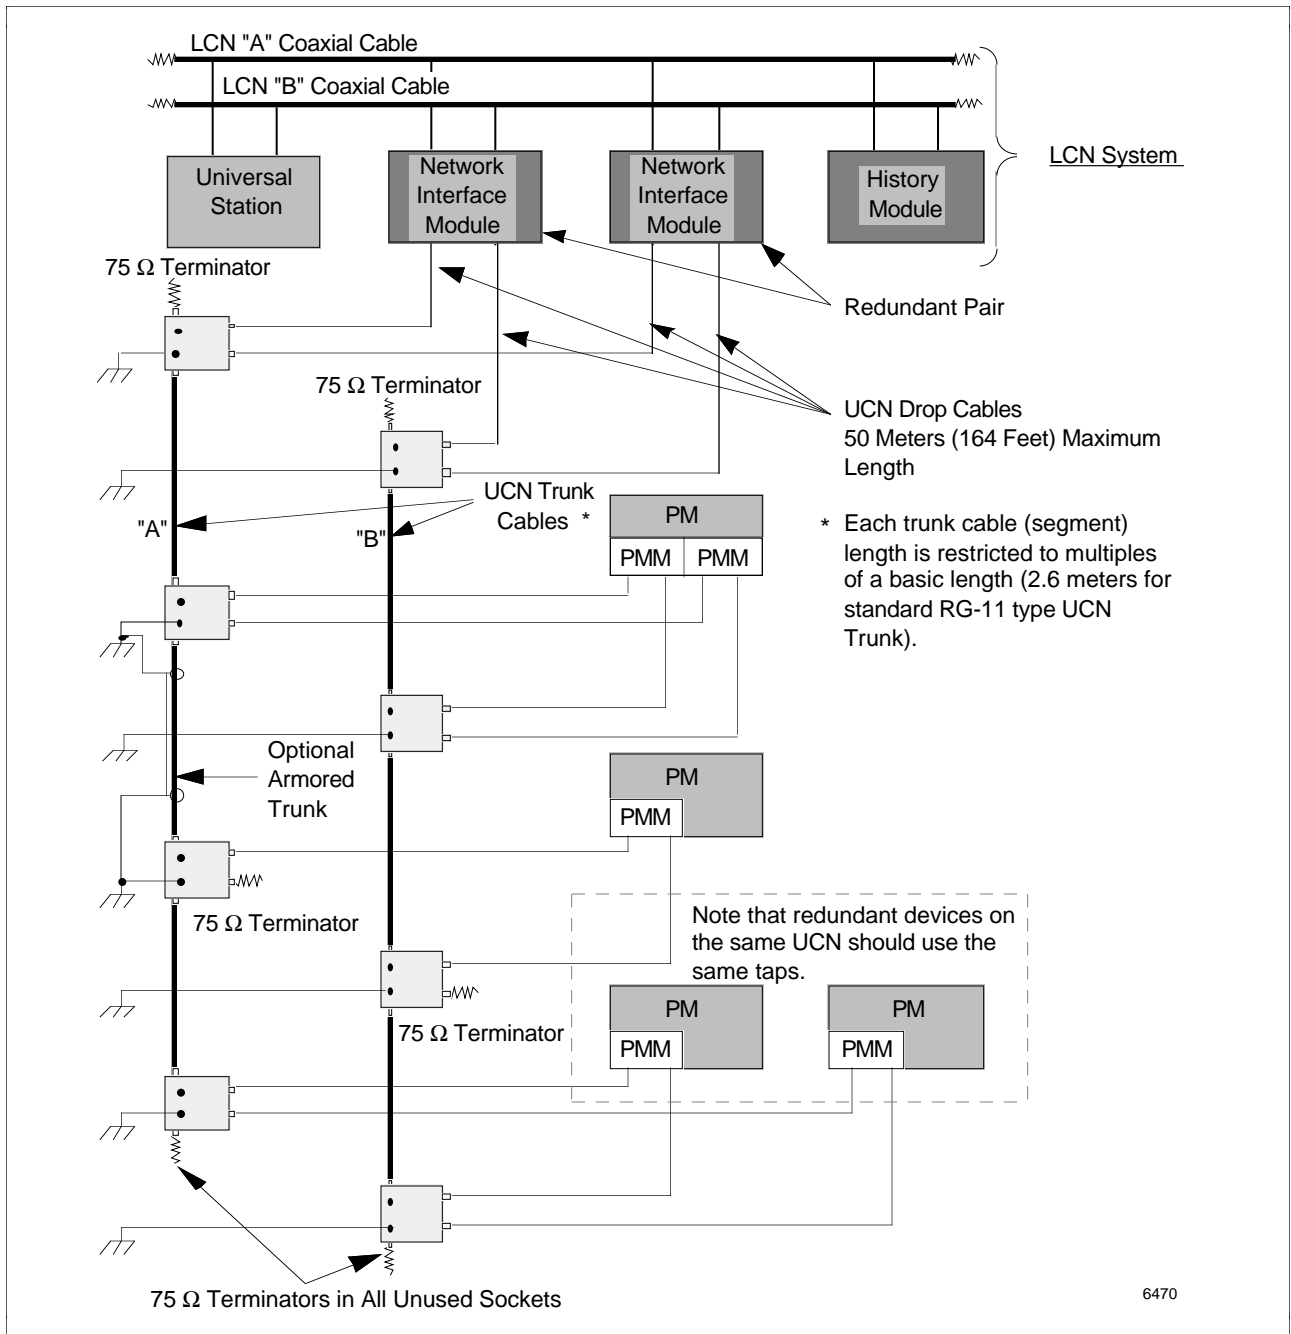 LCN "A" Coaxial Cable
LCN "B" Coaxial Cable
Universal
Station
Network
Interface
Module
Network
Interface
Module
History
Module
LCN System
75 Ω Terminator
Redundant Pair
75 Ω Terminator
UCN Drop Cables
50 Meters (164 Feet) Maximum
Length
UCN Trunk
Cables *
"A"
"B"
PM
PMM
PMM
* Each trunk cable (segment)
length is restricted to multiples
of a basic length (2.6 meters for
standard RG-11 type UCN
Trunk).
Optional
Armored
Trunk
PM
PMM
75 Ω Terminator
Note that redundant devices on
the same UCN should use the
same taps.
PM
PMM
PM
PMM
75 Ω Terminator
75 Ω Terminators in All Unused Sockets
6470